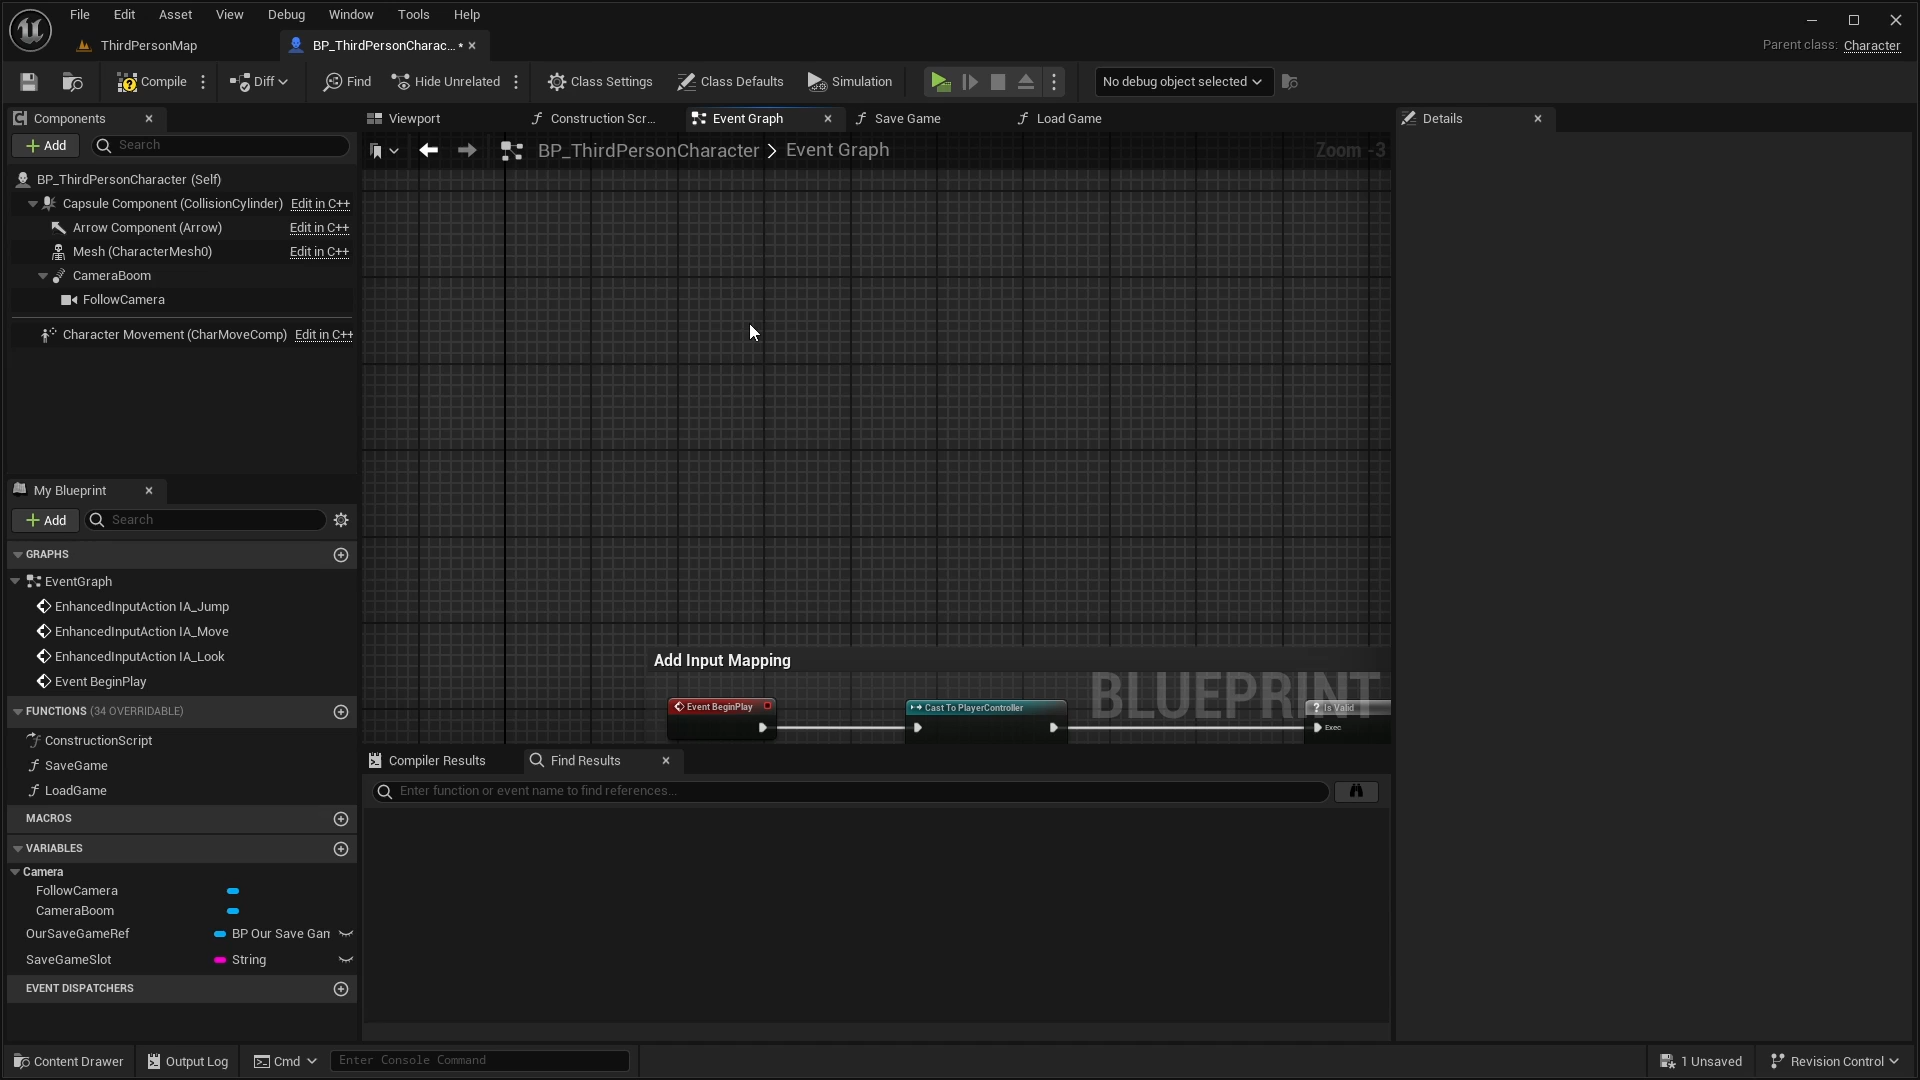 File Edit Asset View Debug Window Tools Help
ThirdPersonMap
BP_ThirdPersonCharac... •
Parent class: Character
Compile
Diff
Find
Hide Unrelated
Class Settings
Class Defaults
Simulation
No debug object selected
Components
Add
Search
BP_ThirdPersonCharacter (Self)
Capsule Component (CollisionCylinder) Edit in C++
Arrow Component (Arrow) Edit in C++
Mesh (CharacterMesh0) Edit in C++
CameraBoom
FollowCamera
Character Movement (CharMoveComp) Edit in C++
Viewport
Construction Scr...
Event Graph
Save Game
Load Game
BP_ThirdPersonCharacter > Event Graph
Zoom -3
Add Input Mapping
BLUEPRINT
Event BeginPlay
Cast To PlayerController
Is Valid
Exec
Details
My Blueprint
Add
Search
GRAPHS
EventGraph
EnhancedInputAction IA_Jump
EnhancedInputAction IA_Move
EnhancedInputAction IA_Look
Event BeginPlay
FUNCTIONS (34 OVERRIDABLE)
ConstructionScript
SaveGame
LoadGame
MACROS
VARIABLES
Camera
FollowCamera
CameraBoom
OurSaveGameRef BP Our Save Gam
SaveGameSlot String
EVENT DISPATCHERS
Compiler Results
Find Results
Enter function or event name to find references...
Content Drawer
Output Log
Cmd
Enter Console Command
1 Unsaved
Revision Control